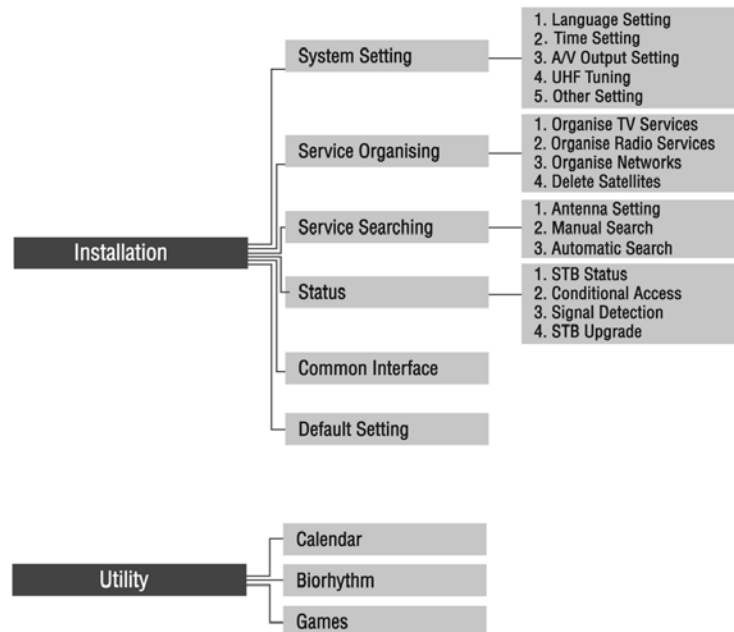 System Setting
1. Language Setting
2. Time Setting
3. A/V Output Setting
4. UHF Tuning
5. Other Setting
Service Organising
1. Organise TV Services
2. Organise Radio Services
3. Organise Networks
4. Delete Satellites
Installation
Service Searching
1. Antenna Setting
2. Manual Search
3. Automatic Search
Status
1. STB Status
2. Conditional Access
3. Signal Detection
4. STB Upgrade
Common Interface
Default Setting
Utility
Calendar
Biorhythm
Games